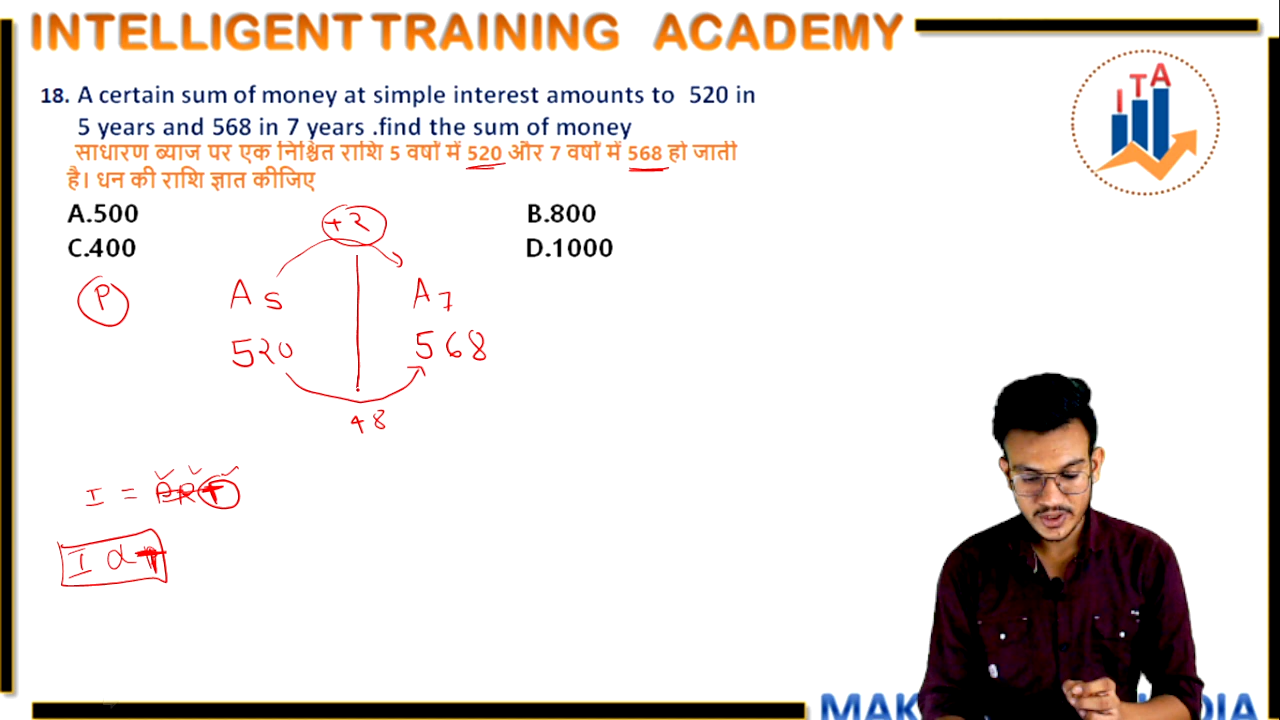 INTELLIGENT TRAINING ACADEMY
ITA
18. A certain sum of money at simple interest amounts to 520 in
5 years and 568 in 7 years .find the sum of money
साधारण ब्याज पर एक निश्चित राशि 5 वर्षों में 520 और 7 वर्षों में 568 हो जाती
है। धन की राशि ज्ञात कीजिए
A.500 B.800
C.400 D.1000
+2
P A5 A7
520 568
48
I = PRT
I α T
MAK
DIA